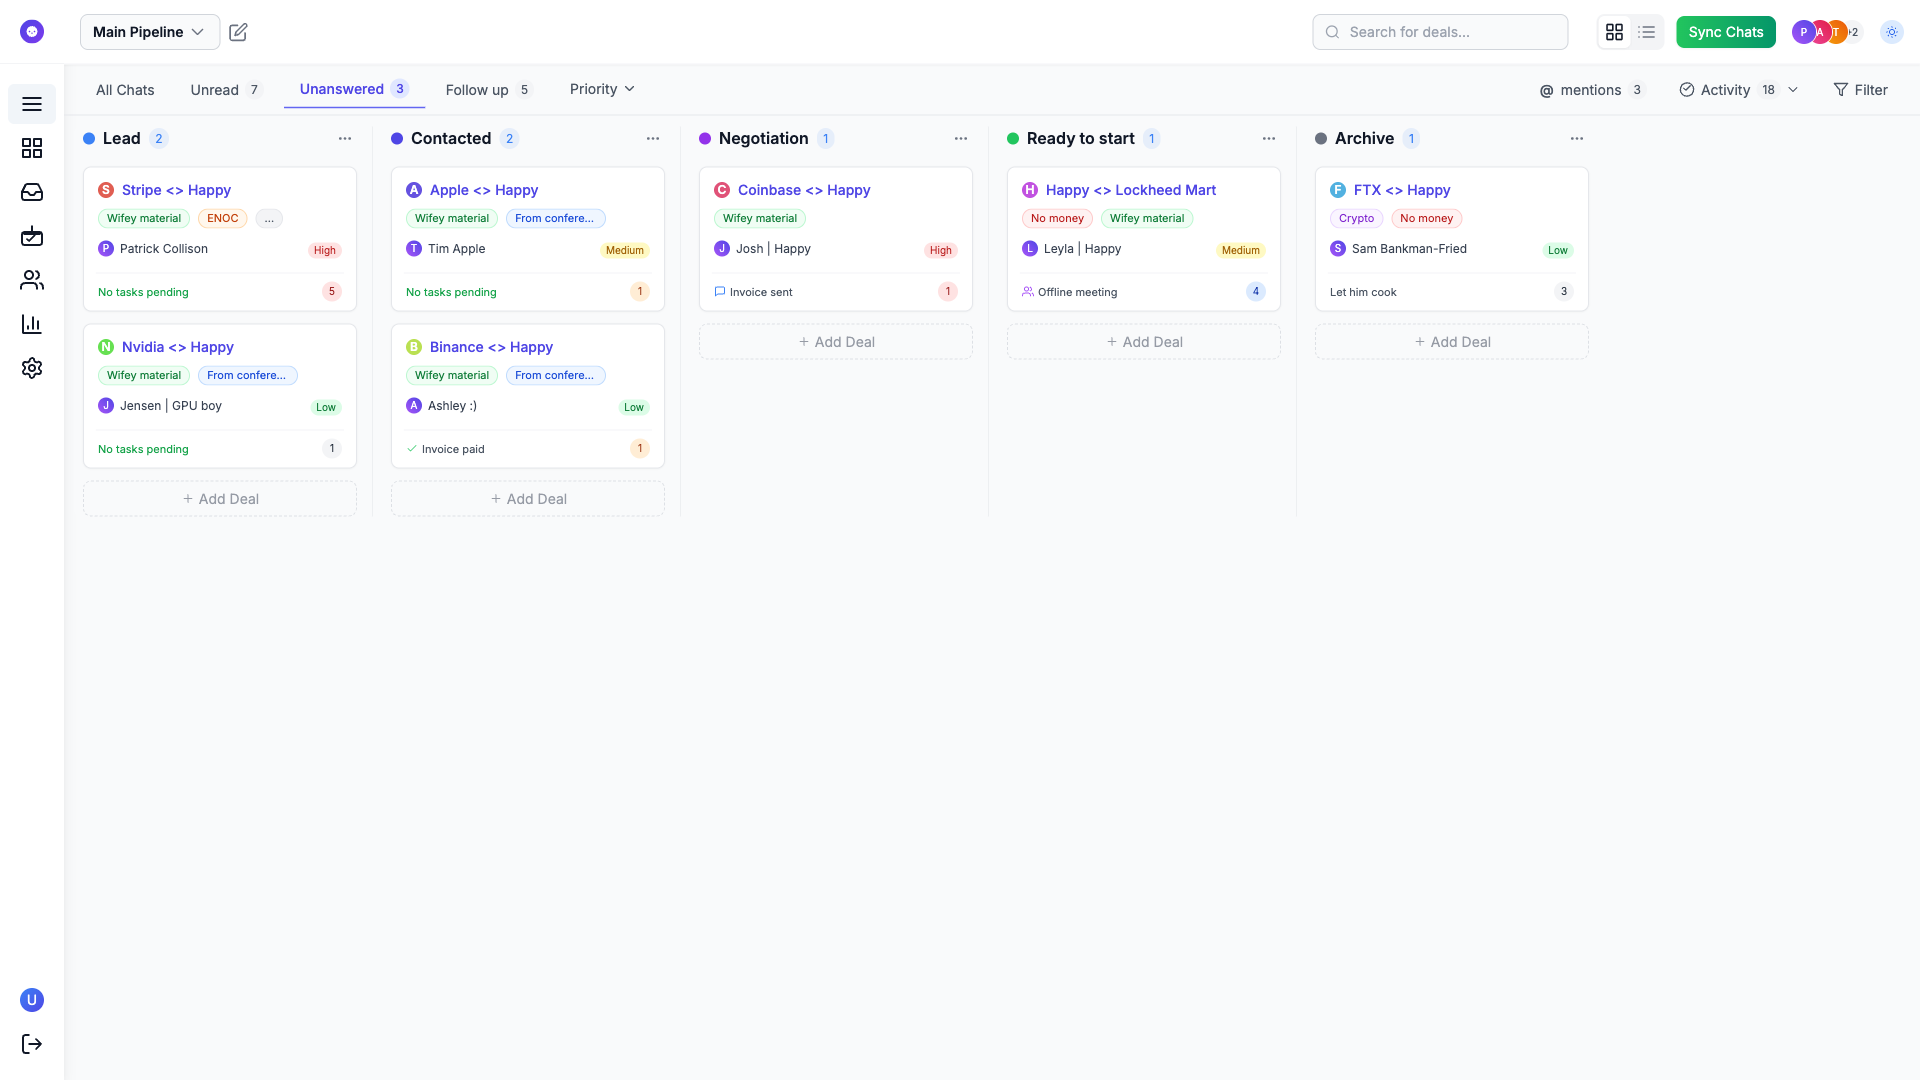 Main Pipeline
Search for deals...
Sync Chats
P A T +2
All Chats
Unread 7
Unanswered 3
Follow up 5
Priority
@ mentions 3
Activity 18
Filter
Lead 2
S Stripe <> Happy
Wifey material ENOC ...
P Patrick Collison High
No tasks pending 5
N Nvidia <> Happy
Wifey material From confere...
J Jensen | GPU boy Low
No tasks pending 1
+ Add Deal
Contacted 2
A Apple <> Happy
Wifey material From confere...
T Tim Apple Medium
No tasks pending 1
B Binance <> Happy
Wifey material From confere...
A Ashley :) Low
Invoice paid 1
+ Add Deal
Negotiation 1
C Coinbase <> Happy
Wifey material
J Josh | Happy High
Invoice sent 1
+ Add Deal
Ready to start 1
H Happy <> Lockheed Mart
No money Wifey material
L Leyla | Happy Medium
Offline meeting 4
+ Add Deal
Archive 1
F FTX <> Happy
Crypto No money
S Sam Bankman-Fried Low
Let him cook 3
+ Add Deal
U